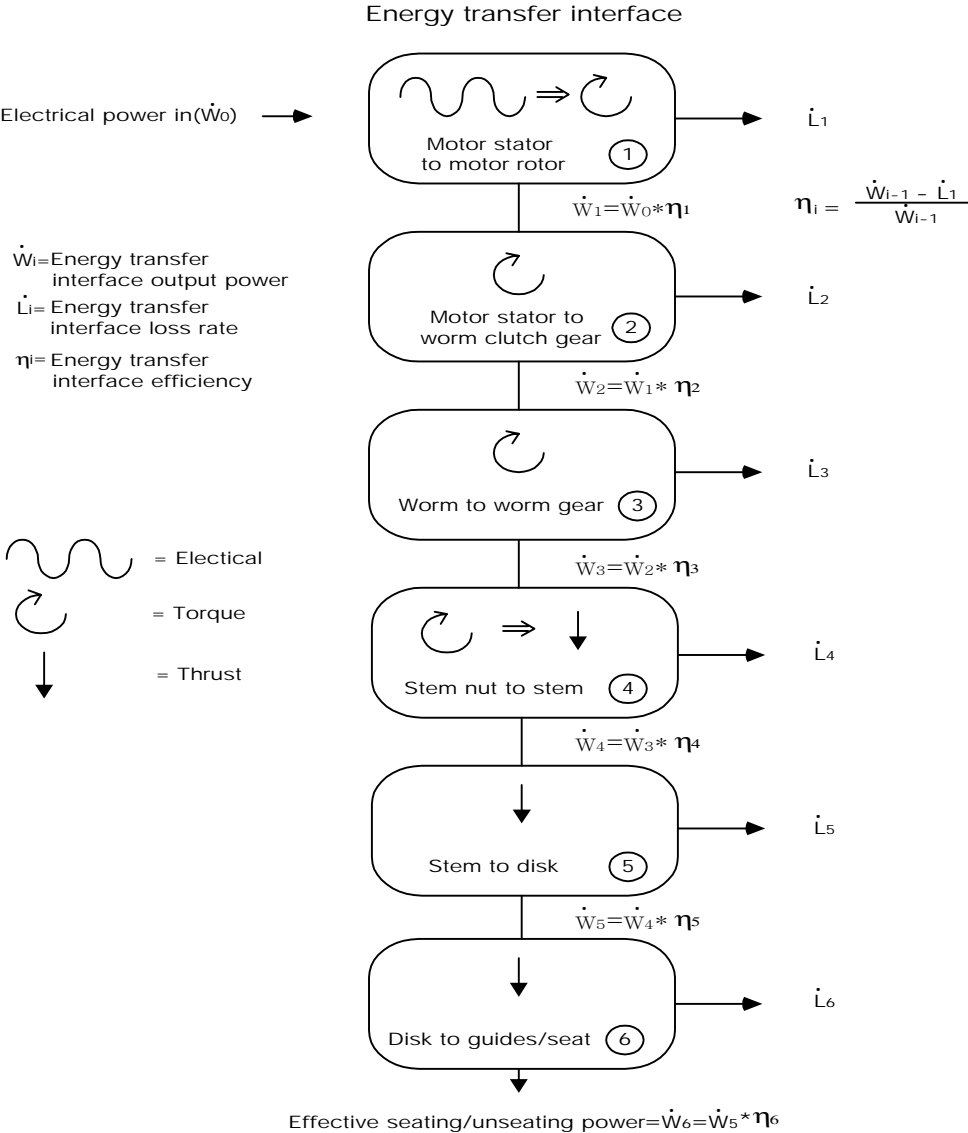 Energy transfer interface
Electrical power in(Ẇ0)
Motor stator
to motor rotor
1
L̇1
Ẇ1=Ẇ0*η1
ηi = (Ẇi-1 - L̇1) / Ẇi-1
Ẇi=Energy transfer
interface output power
L̇i= Energy transfer
interface loss rate
ηi= Energy transfer
interface efficiency
Motor stator to
worm clutch gear
2
L̇2
Ẇ2=Ẇ1* η2
Worm to worm gear
3
L̇3
Ẇ3=Ẇ2* η3
= Electical
= Torque
= Thrust
Stem nut to stem
4
L̇4
Ẇ4=Ẇ3* η4
Stem to disk
5
L̇5
Ẇ5=Ẇ4* η5
Disk to guides/seat
6
L̇6
Effective seating/unseating power=Ẇ6=Ẇ5*η6